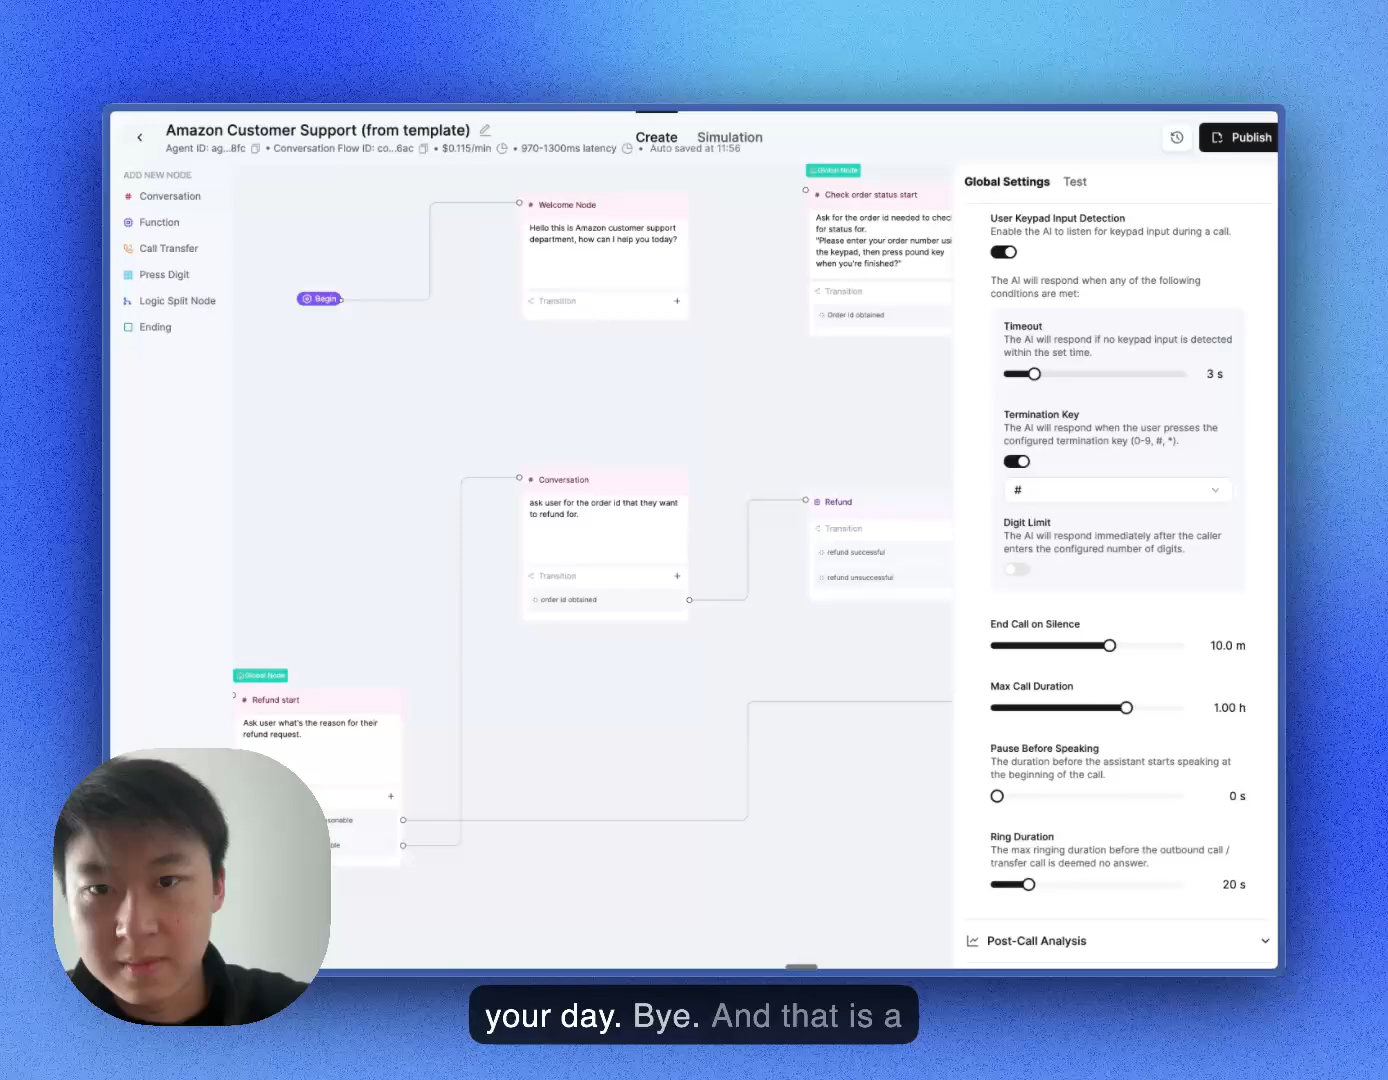 Amazon Customer Support (from template)
Agent ID: ag...8fc • Conversation Flow ID: co...6ac • $0.115/min • 970-1300ms latency • Auto saved at 11:56
Create
Simulation
Publish
ADD NEW NODE
Conversation
Function
Call Transfer
Press Digit
Logic Split Node
Ending
Begin
# Welcome Node
Hello this is Amazon customer support
department, how can I help you today?
Transition +
Global Node
# Check order status start
Ask for the order id needed to chec
for status for.
"Please enter your order number usi
the keypad, then press pound key
when you're finished?"
Transition
Order id obtained
# Conversation
ask user for the order id that they want
to refund for.
Transition +
order id obtained
Refund
Transition
refund successful
refund unsuccessful
Global Node
# Refund start
Ask user what's the reason for their
refund request.
+
sonable
ble
Global Settings
Test
User Keypad Input Detection
Enable the AI to listen for keypad input during a call.
The AI will respond when any of the following
conditions are met:
Timeout
The AI will respond if no keypad input is detected
within the set time.
3 s
Termination Key
The AI will respond when the user presses the
configured termination key (0-9, #, *).
#
Digit Limit
The AI will respond immediately after the caller
enters the configured number of digits.
End Call on Silence
10.0 m
Max Call Duration
1.00 h
Pause Before Speaking
The duration before the assistant starts speaking at
the beginning of the call.
0 s
Ring Duration
The max ringing duration before the outbound call /
transfer call is deemed no answer.
20 s
Post-Call Analysis
your day. Bye. And that is a